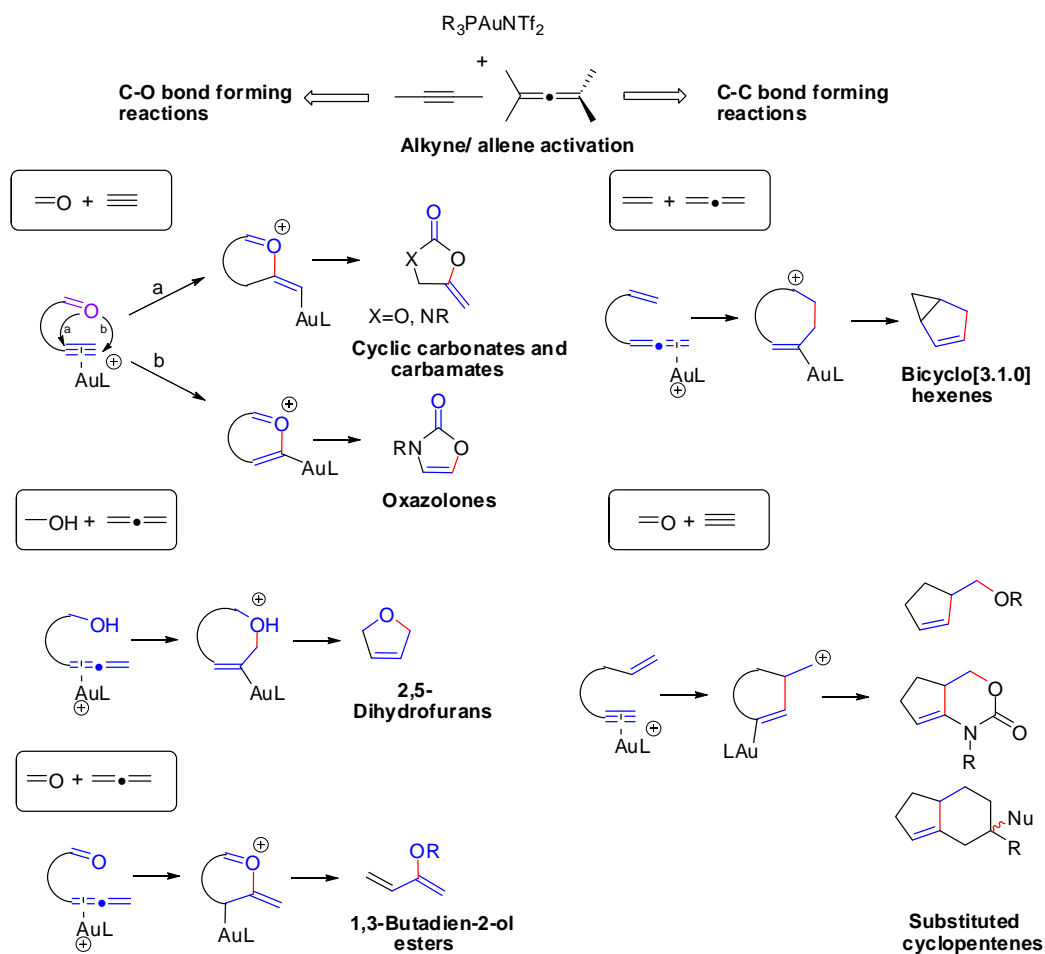 R3PAuNTf2
+
C-O bond forming
reactions
C-C bond forming
reactions
Alkyne/ allene activation
O +
+
a
b
O
a
b
AuL
+
O
+
AuL
O
X
O
X=O, NR
Cyclic carbonates and
carbamates
O
+
AuL
O
RN
O
Oxazolones
AuL
+
+
AuL
Bicyclo[3.1.0]
hexenes
OH +
OH
AuL
+
+
OH
AuL
O
2,5-
Dihydrofurans
O +
AuL
+
+
LAu
OR
O
O
N
R
Nu
R
Substituted
cyclopentenes
O +
O
AuL
+
O
+
AuL
OR
1,3-Butadien-2-ol
esters